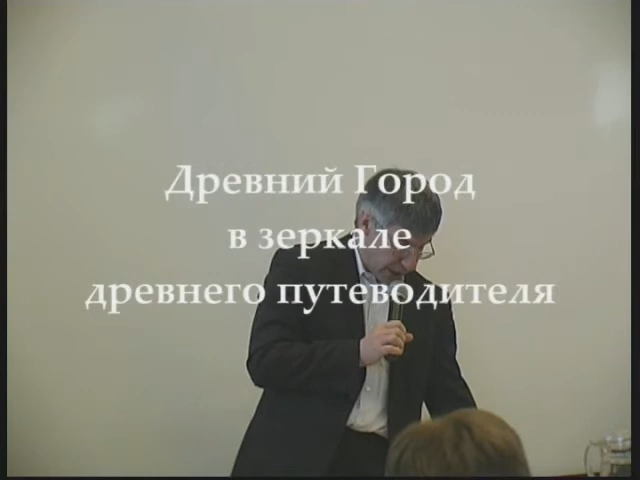 Древний Город
в зеркале
древнего путеводителя